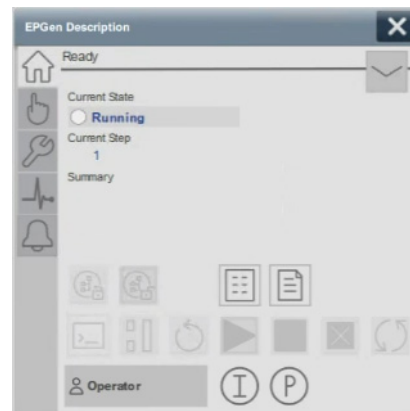 EPGen Description
Ready
Current State
Running
Current Step
1
Summary
Operator
I
P